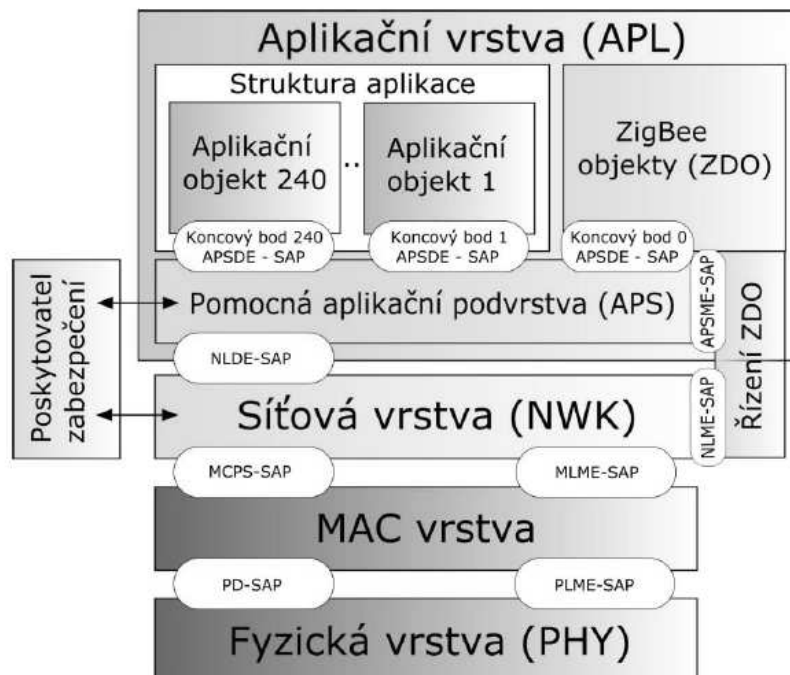 Aplikační vrstva (APL)
Struktura aplikace
Aplikační
objekt 240
..
Aplikační
objekt 1
ZigBee
objekty (ZDO)
Koncový bod 240
APSDE - SAP
Koncový bod 1
APSDE - SAP
Koncový bod 0
APSDE - SAP
Poskytovatel
zabezpečení
Pomocná aplikační podvrstva (APS)
APSME-SAP
Řízení ZDO
NLDE-SAP
Síťová vrstva (NWK)
NLME-SAP
MCPS-SAP
MLME-SAP
MAC vrstva
PD-SAP
PLME-SAP
Fyzická vrstva (PHY)